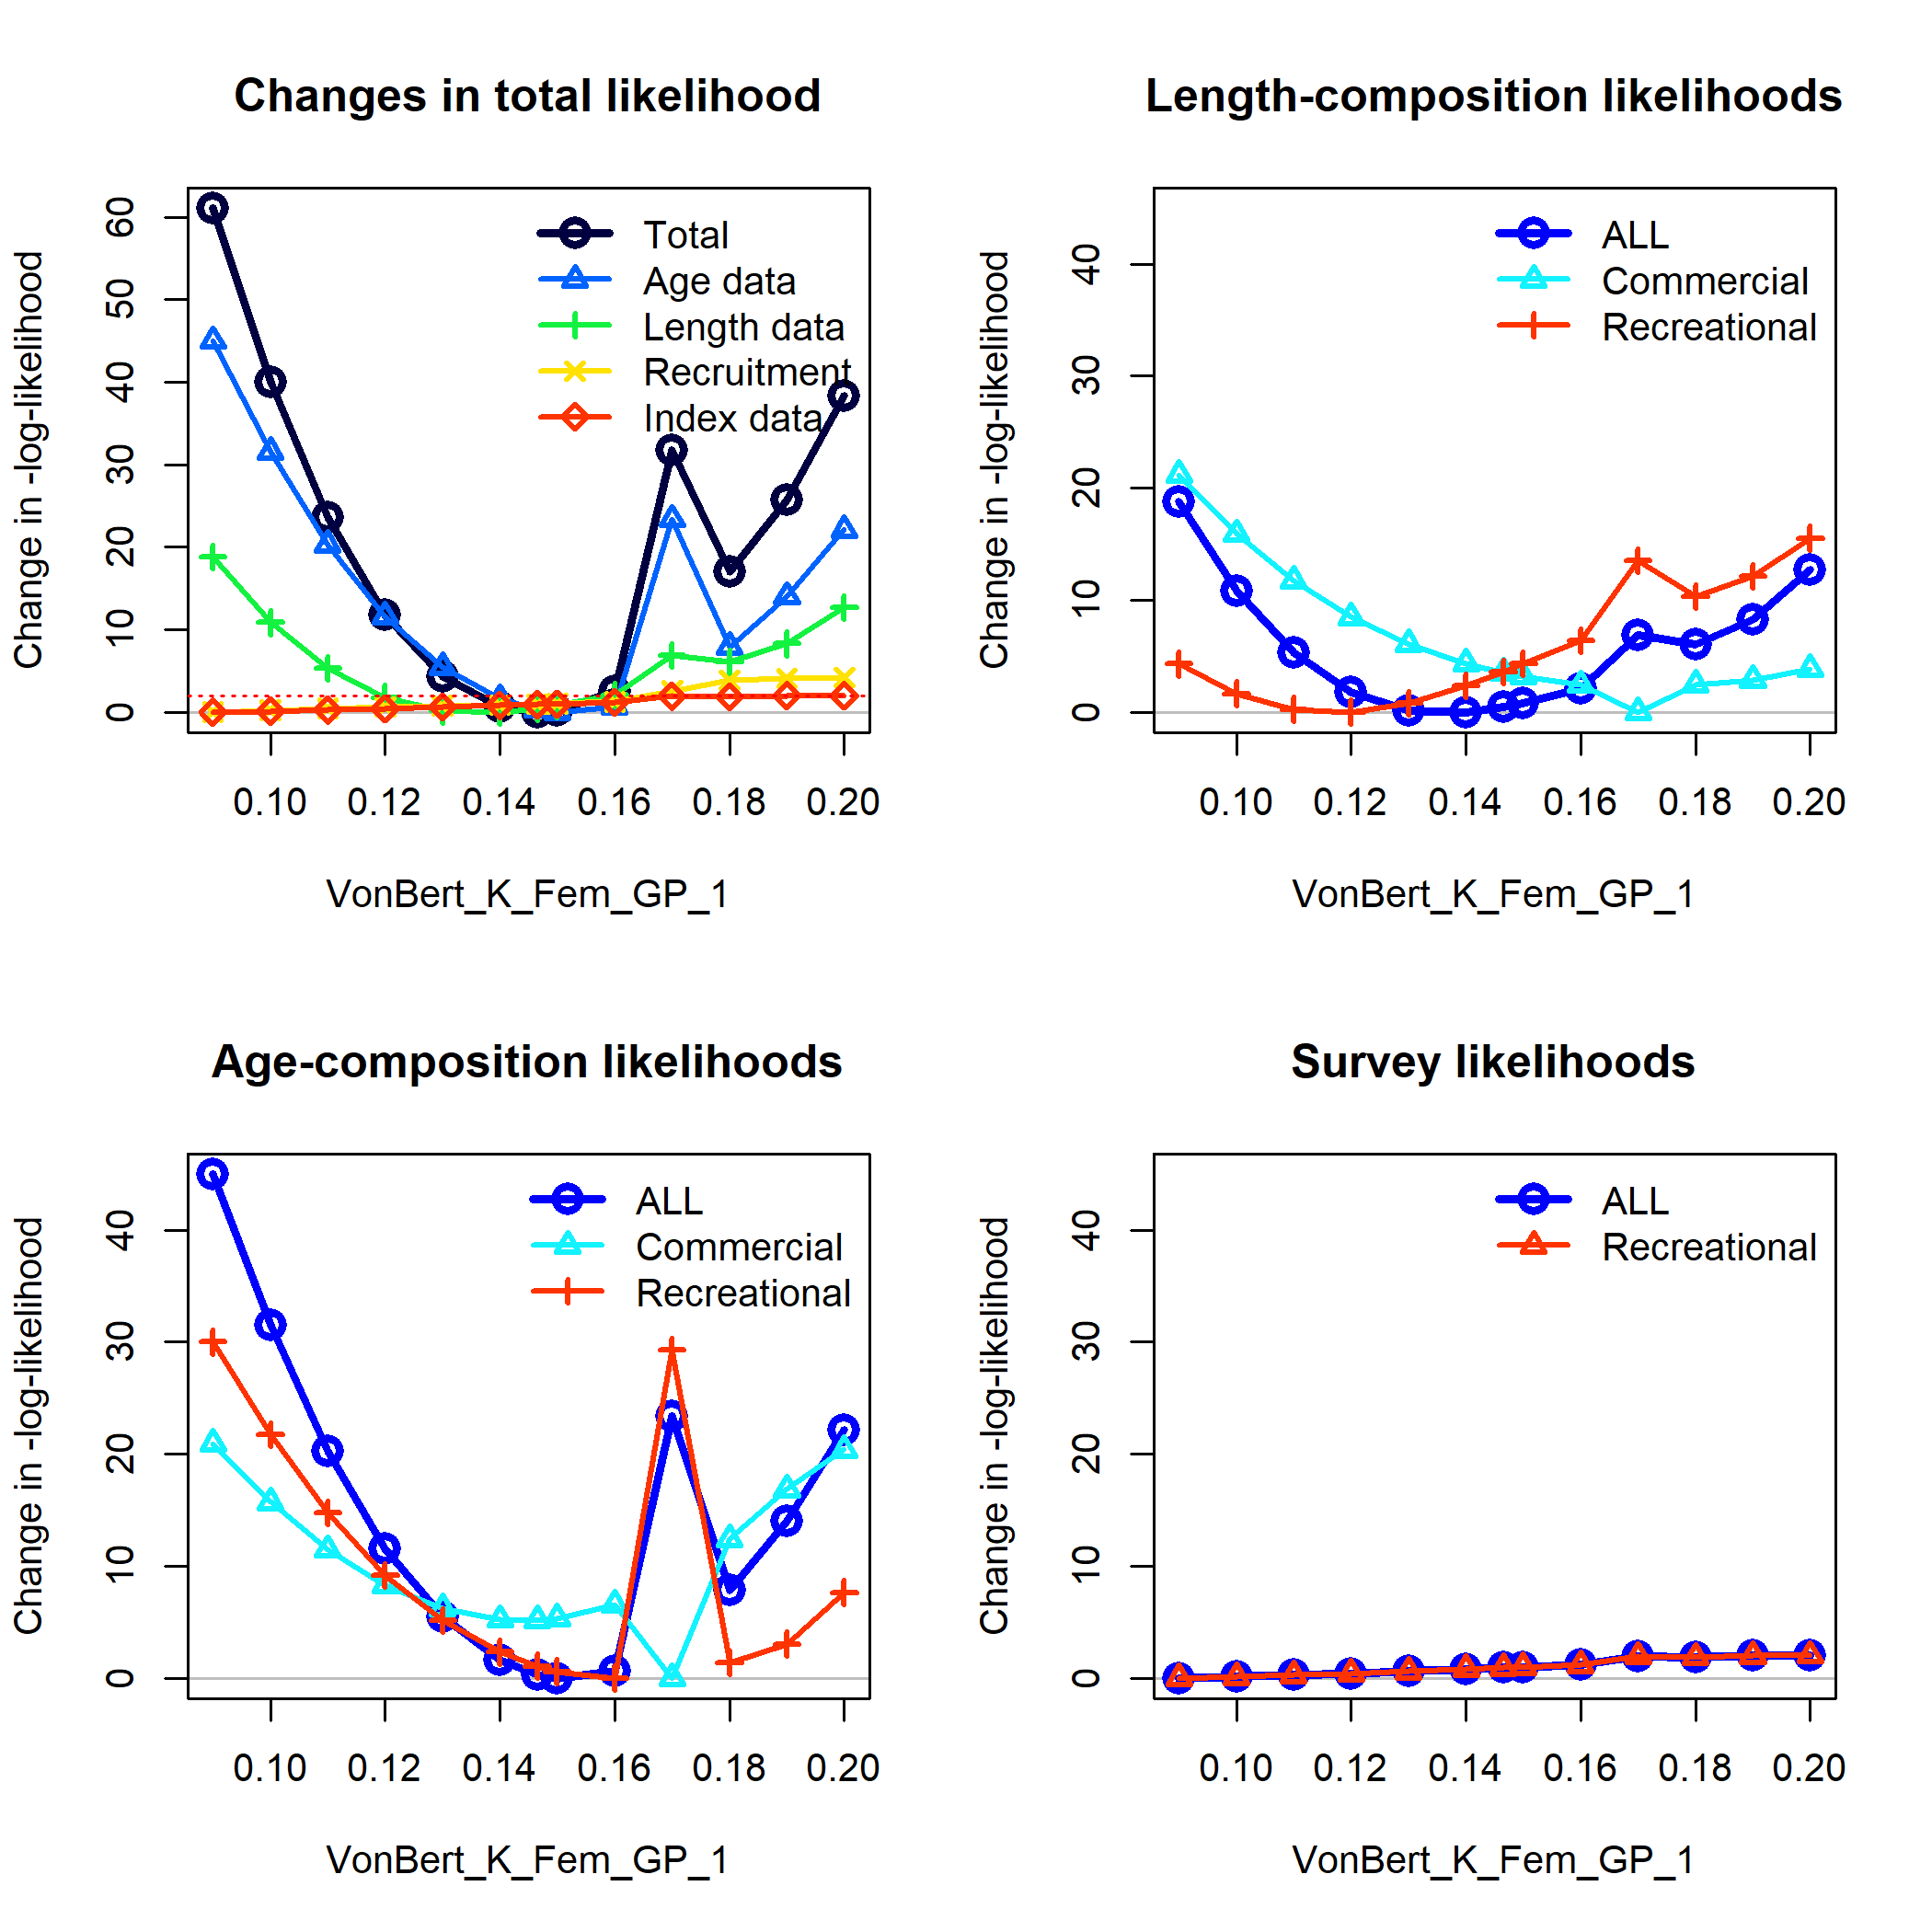 Changes in total likelihood
Change in -log-likelihood
60
50
40
30
20
10
0
Total
Age data
Length data
Recruitment
Index data
0.10 0.12 0.14 0.16 0.18 0.20
VonBert_K_Fem_GP_1
Length-composition likelihoods
Change in -log-likelihood
40
30
20
10
0
ALL
Commercial
Recreational
0.10 0.12 0.14 0.16 0.18 0.20
VonBert_K_Fem_GP_1
Age-composition likelihoods
Change in -log-likelihood
40
30
20
10
0
ALL
Commercial
Recreational
0.10 0.12 0.14 0.16 0.18 0.20
VonBert_K_Fem_GP_1
Survey likelihoods
Change in -log-likelihood
40
30
20
10
0
ALL
Recreational
0.10 0.12 0.14 0.16 0.18 0.20
VonBert_K_Fem_GP_1